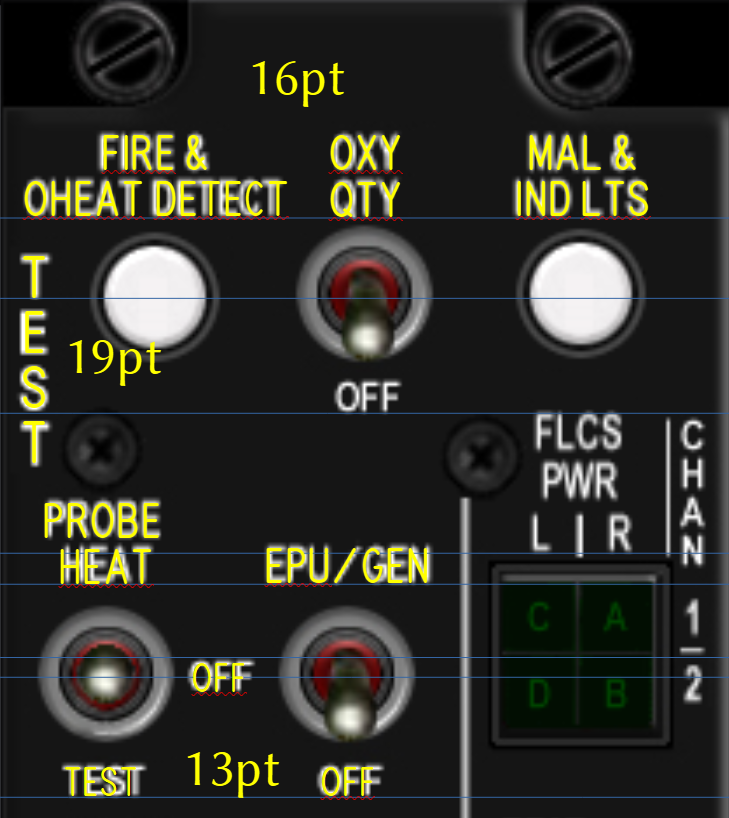 16pt
FIRE &
OHEAT DETECT
OXY
QTY
MAL &
IND LTS
TEST
19pt
OFF
FLCS
PWR
L | R
CHAN
1
2
PROBE
HEAT
EPU/GEN
C A
D B
OFF
TEST
13pt
OFF